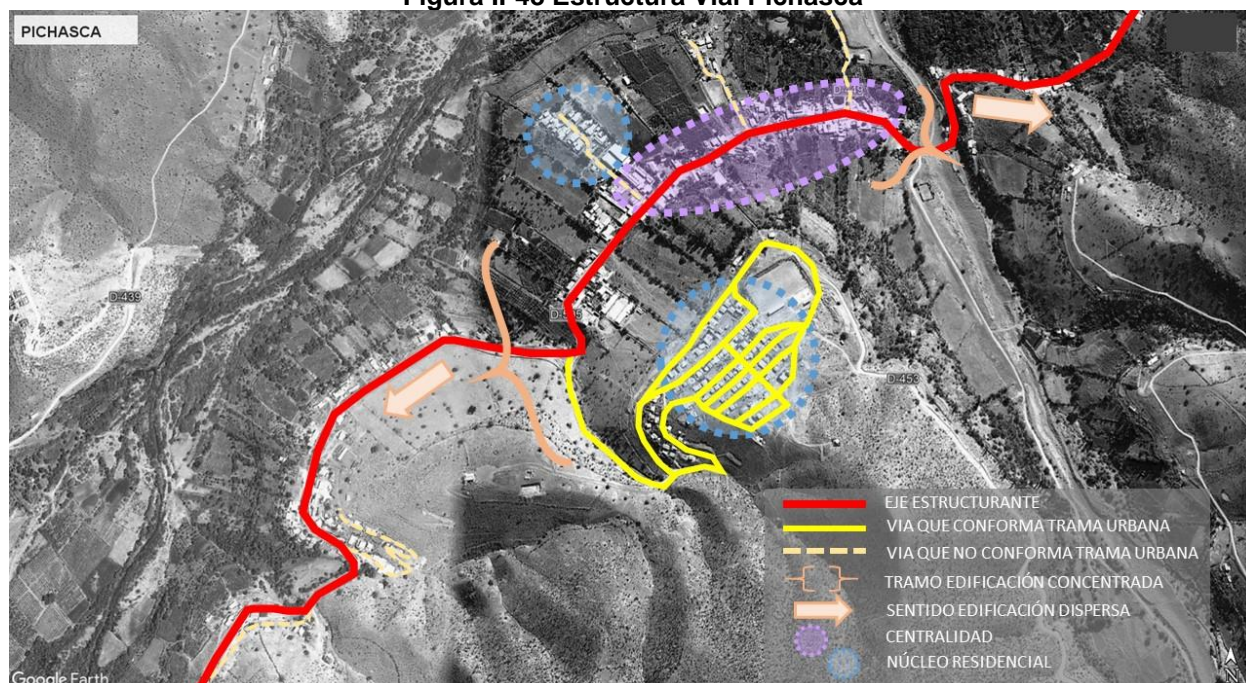 Figura II-48 Estructura Vial Pichasca
PICHASCA
D-439
D-453
EJE ESTRUCTURANTE
VIA QUE CONFORMA TRAMA URBANA
VIA QUE NO CONFORMA TRAMA URBANA
TRAMO EDIFICACIÓN CONCENTRADA
SENTIDO EDIFICACIÓN DISPERSA
CENTRALIDAD
NÚCLEO RESIDENCIAL
Google Earth
N